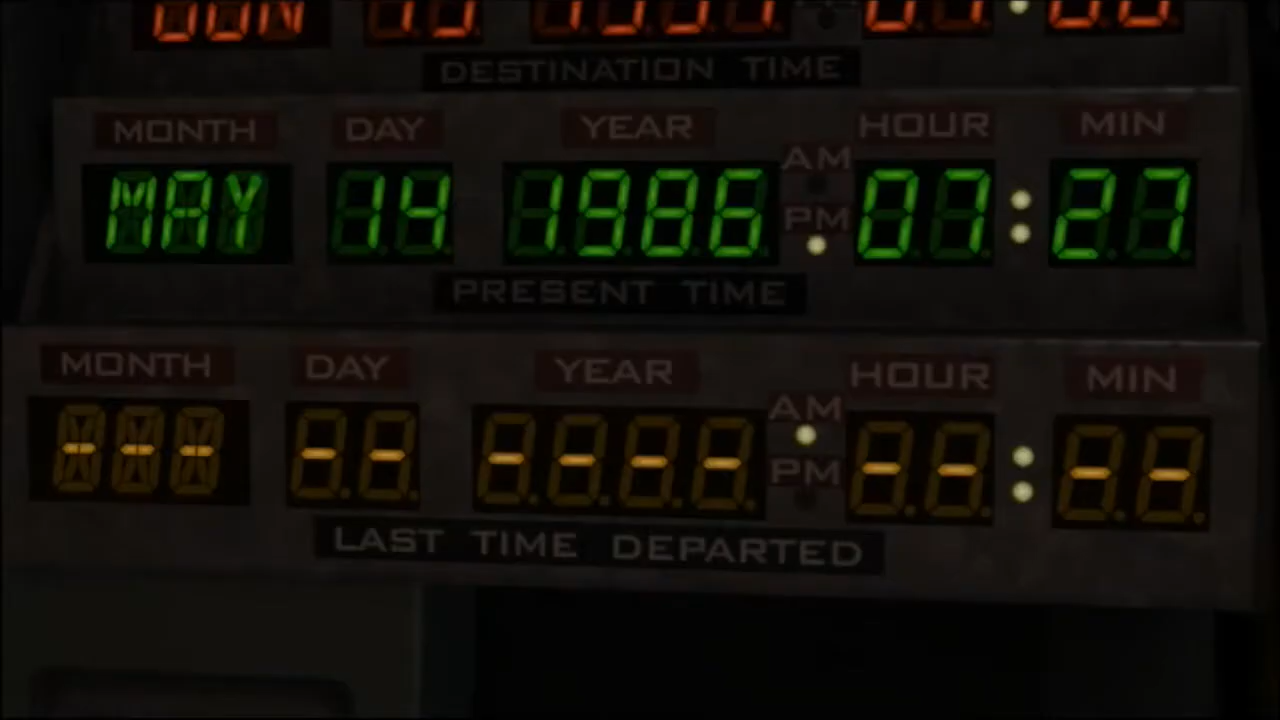 DESTINATION TIME
MONTH DAY YEAR AM PM HOUR MIN
MAY 14 1986 07:27
PRESENT TIME
MONTH DAY YEAR AM PM HOUR MIN
--- -- ---- --:--
LAST TIME DEPARTED